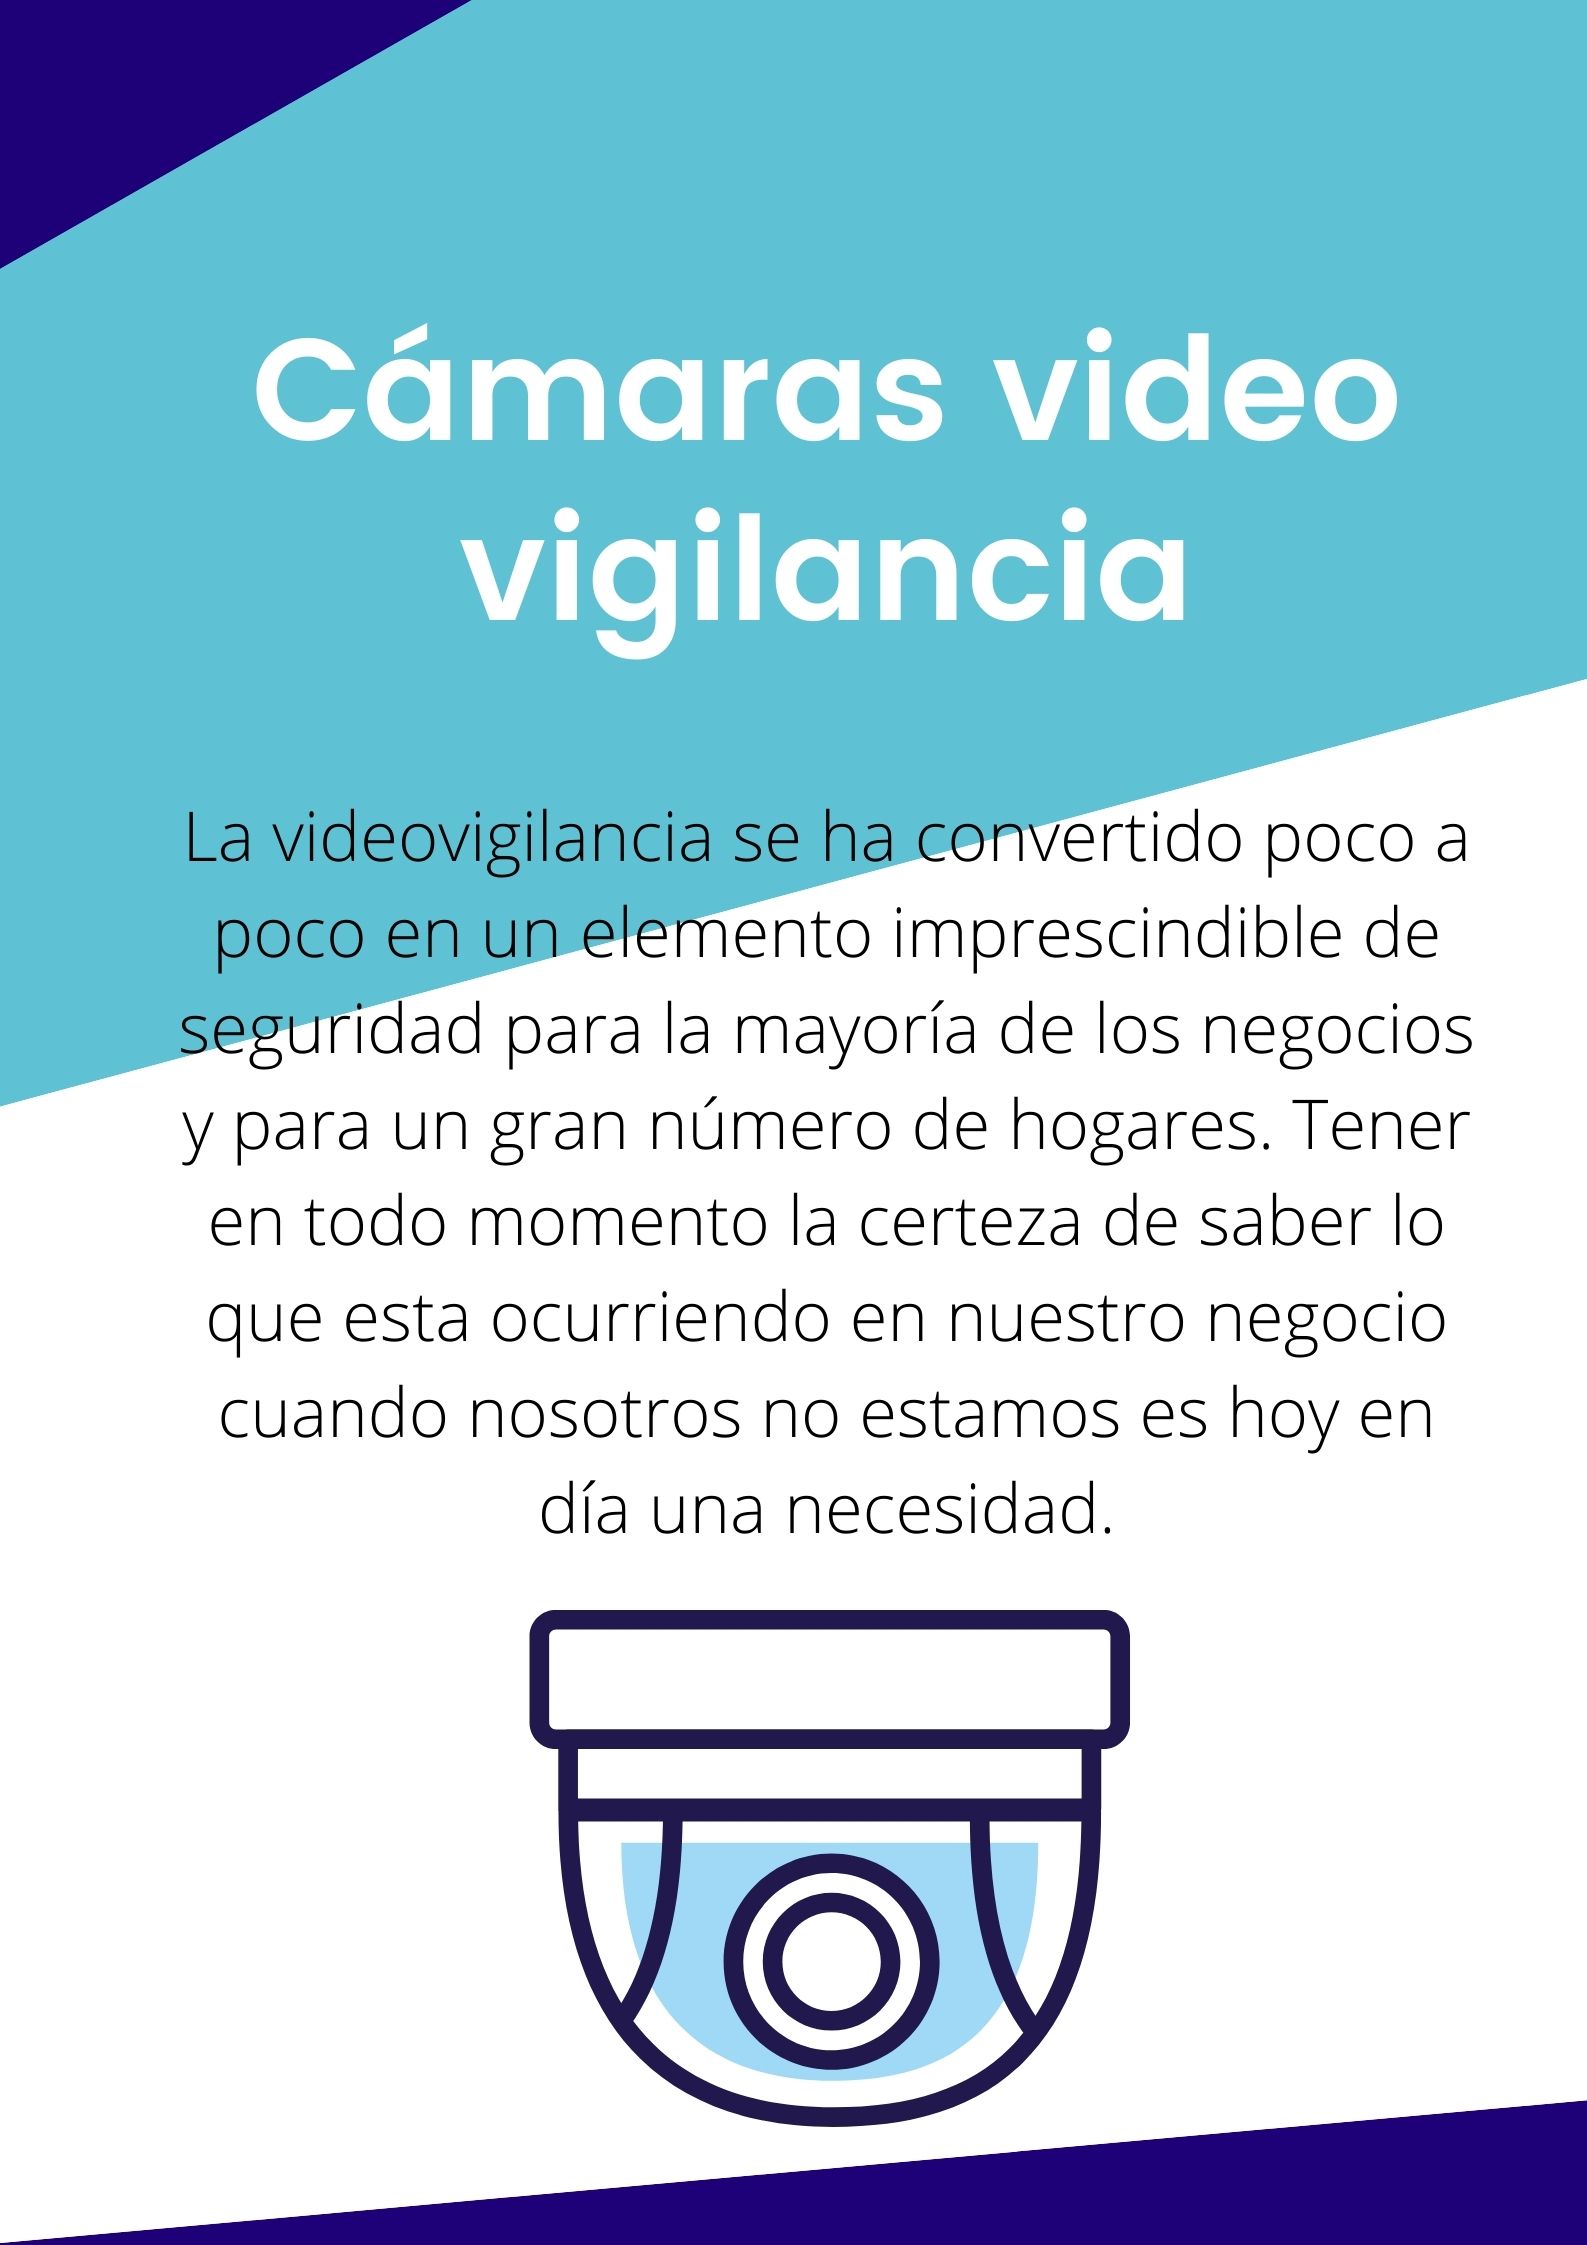 Cámaras video
vigilancia
La videovigilancia se ha convertido poco a
poco en un elemento imprescindible de
seguridad para la mayoría de los negocios
y para un gran número de hogares. Tener
en todo momento la certeza de saber lo
que esta ocurriendo en nuestro negocio
cuando nosotros no estamos es hoy en
día una necesidad.